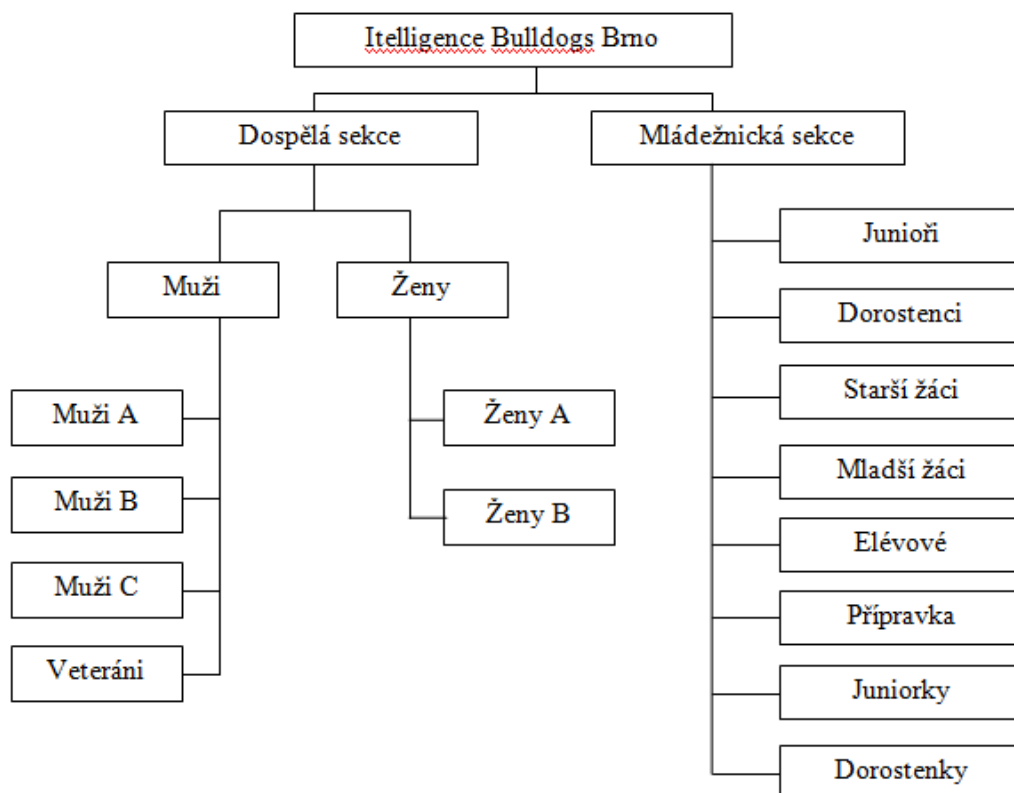 Itelligence Bulldogs Brno
Dospělá sekce
Mládežnická sekce
Muži
Ženy
Muži A
Muži B
Muži C
Veteráni
Ženy A
Ženy B
Junioři
Dorostenci
Starší žáci
Mladší žáci
Elévové
Přípravka
Juniorky
Dorostenky